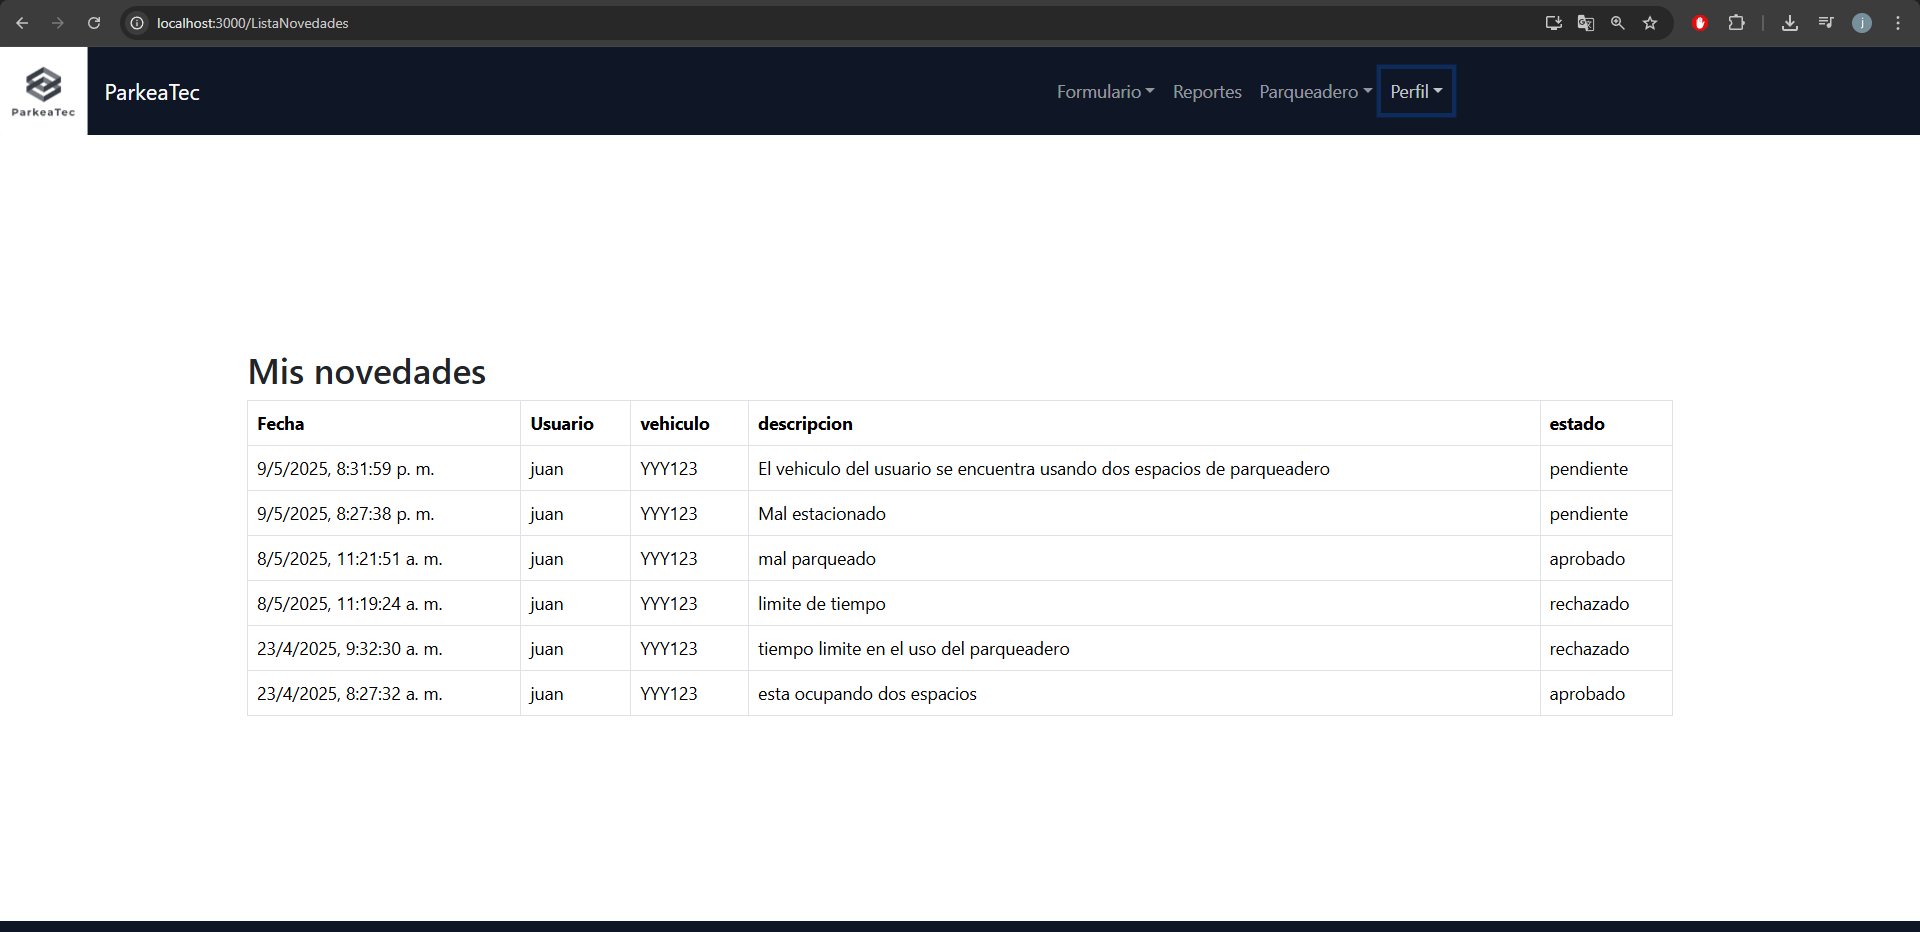 localhost:3000/ListaNovedades
ParkeaTec
ParkeaTec
Formulario
Reportes
Parqueadero
Perfil
j
Mis novedades
Fecha Usuario vehiculo descripcion estado
9/5/2025, 8:31:59 p. m. juan YYY123 El vehiculo del usuario se encuentra usando dos espacios de parqueadero pendiente
9/5/2025, 8:27:38 p. m. juan YYY123 Mal estacionado pendiente
8/5/2025, 11:21:51 a. m. juan YYY123 mal parqueado aprobado
8/5/2025, 11:19:24 a. m. juan YYY123 limite de tiempo rechazado
23/4/2025, 9:32:30 a. m. juan YYY123 tiempo limite en el uso del parqueadero rechazado
23/4/2025, 8:27:32 a. m. juan YYY123 esta ocupando dos espacios aprobado